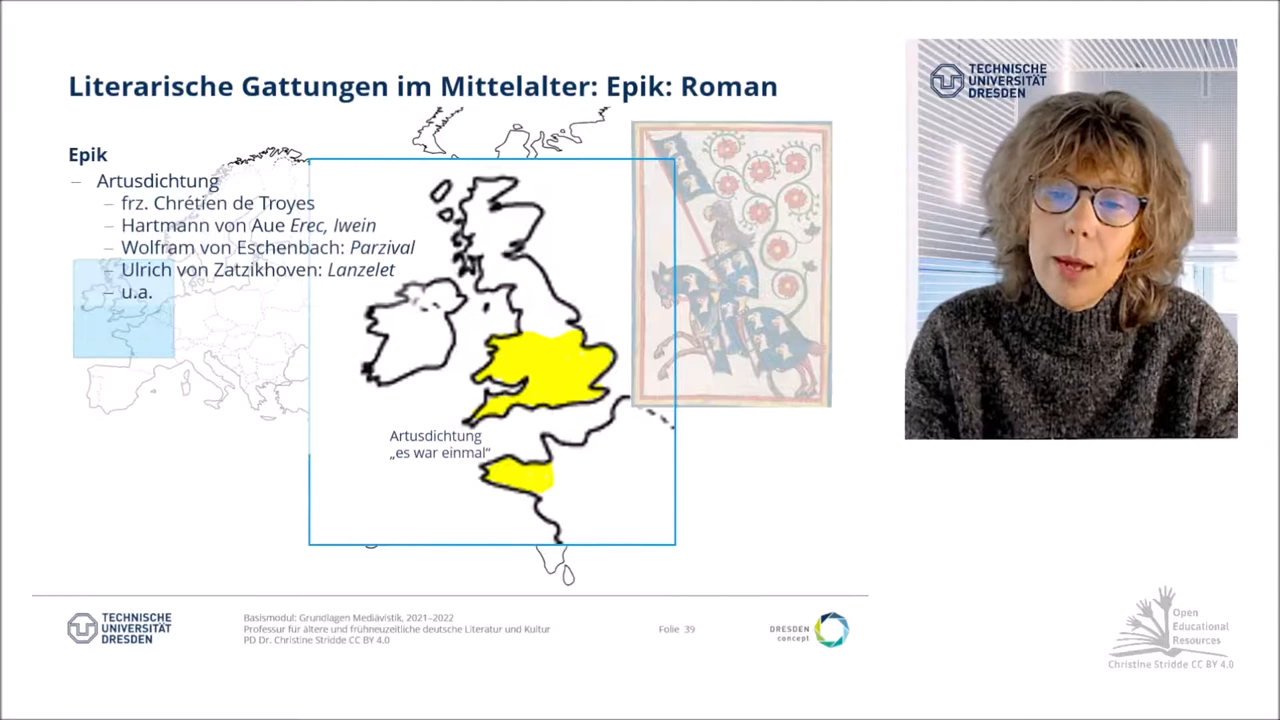 Literarische Gattungen im Mittelalter: Epik: Roman
Epik
– Artusdichtung
– frz. Chrétien de Troyes
– Hartmann von Aue Erec, Iwein
– Wolfram von Eschenbach: Parzival
– Ulrich von Zatzikhoven: Lanzelet
– u.a.
Artusdichtung
„es war einmal“
TECHNISCHE
UNIVERSITÄT
DRESDEN
TECHNISCHE
UNIVERSITÄT
DRESDEN
Basismodul: Grundlagen Mediävistik, 2021–2022
Professur für ältere und frühneuzeitliche deutsche Literatur und Kultur
PD Dr. Christine Stridde CC BY 4.0
Folie 39
DRESDEN
concept
Open
Educational
Resources
Christine Stridde CC BY 4.0